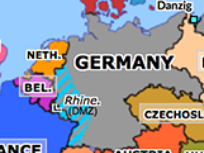 Danzig
NETH.
GERMANY
BEL.
Rhine.
L.
(DMZ)
CZECHOSL
AUSTRIA
ANCE